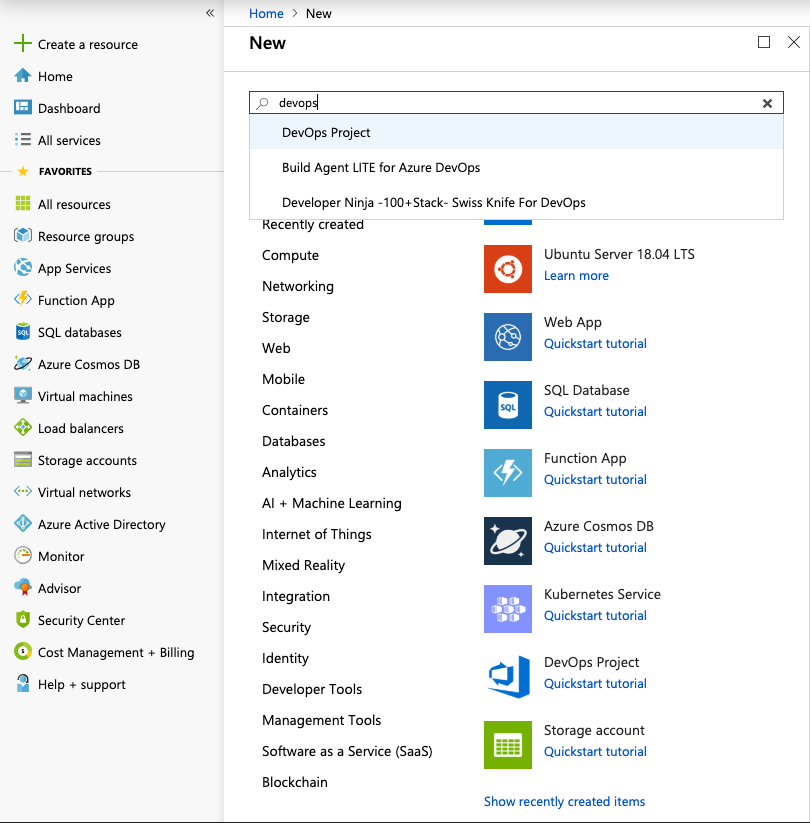 «
Create a resource
Home
Dashboard
All services
FAVORITES
All resources
Resource groups
App Services
Function App
SQL databases
Azure Cosmos DB
Virtual machines
Load balancers
Storage accounts
Virtual networks
Azure Active Directory
Monitor
Advisor
Security Center
Cost Management + Billing
Help + support
Home > New
New
devops
DevOps Project
Build Agent LITE for Azure DevOps
Developer Ninja -100+Stack- Swiss Knife For DevOps
Recently created
Compute
Networking
Storage
Web
Mobile
Containers
Databases
Analytics
AI + Machine Learning
Internet of Things
Mixed Reality
Integration
Security
Identity
Developer Tools
Management Tools
Software as a Service (SaaS)
Blockchain
Ubuntu Server 18.04 LTS
Learn more
Web App
Quickstart tutorial
SQL Database
Quickstart tutorial
SQL
Function App
Quickstart tutorial
Azure Cosmos DB
Quickstart tutorial
Kubernetes Service
Quickstart tutorial
DevOps Project
Quickstart tutorial
Storage account
Quickstart tutorial
Show recently created items